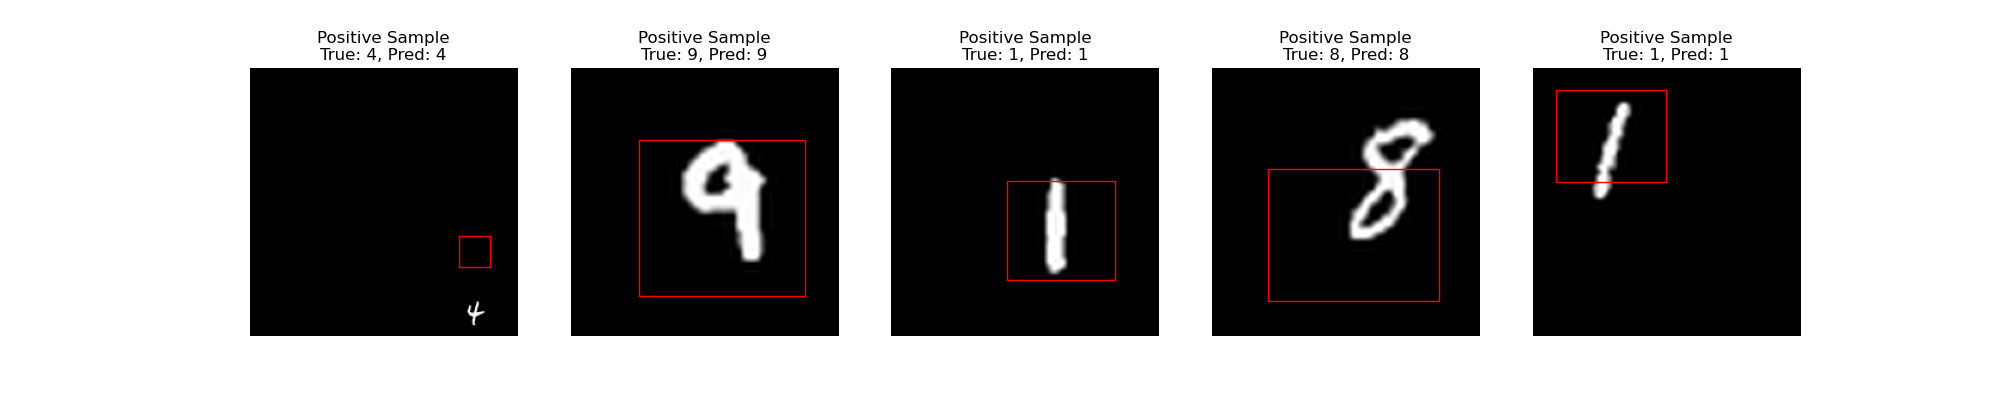 Positive Sample
True: 4, Pred: 4
Positive Sample
True: 9, Pred: 9
Positive Sample
True: 1, Pred: 1
Positive Sample
True: 8, Pred: 8
Positive Sample
True: 1, Pred: 1
4
9
1
8
1